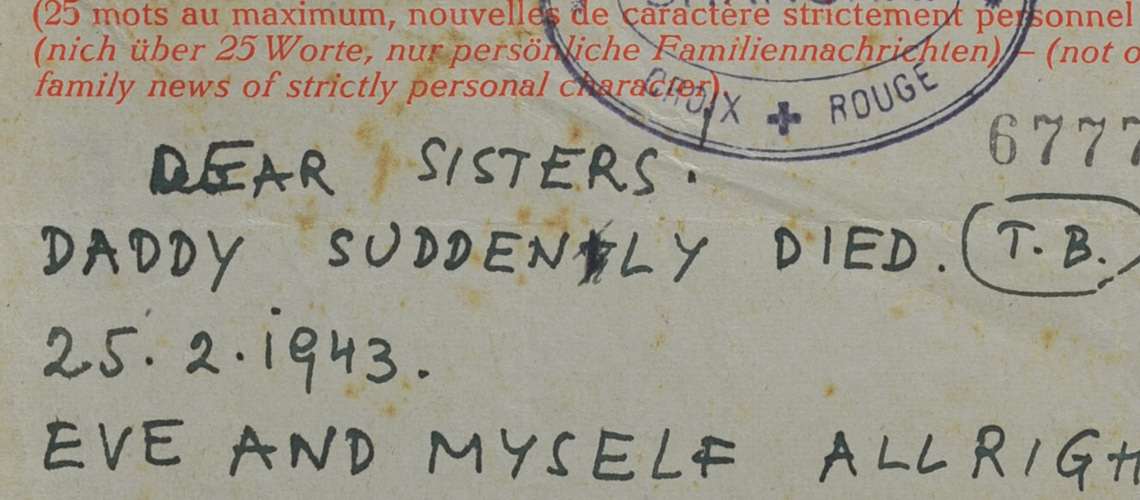 (25 mots au maximum, nouvelles de caractère strictement personnel
(nich über 25 Worte, nur persönliche Familiennachrichten) – (not o
family news of strictly personal character).
CROIX ROUGE
6777
DEAR SISTERS.
DADDY SUDDENLY DIED. (T.B.)
25.2.1943.
EVE AND MYSELF ALLRIGH